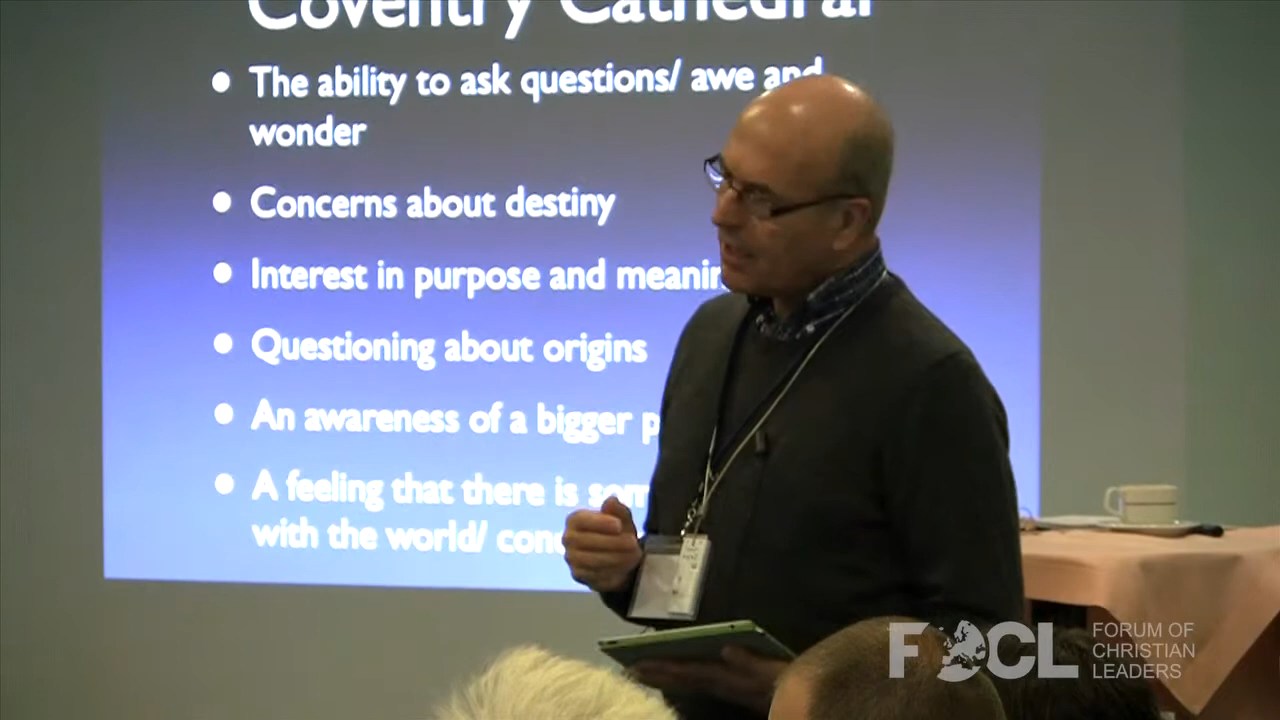 Coventry Cathedral
The ability to ask questions/ awe and
wonder
Concerns about destiny
Interest in purpose and meanin
Questioning about origins
An awareness of a bigger p
A feeling that there is som
with the world/ conc
FOCL
FORUM OF
CHRISTIAN
LEADERS